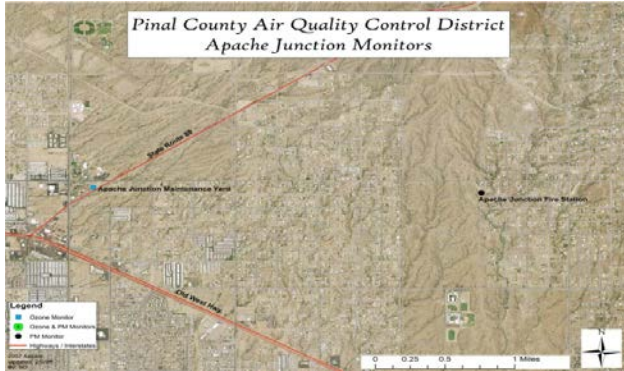 Pinal County Air Quality Control District
Apache Junction Monitors
State Route 88
Apache Junction Maintenance Yard
Apache Junction Fire Station
Old West Hwy
Legend
Ozone Monitor
Ozone & PM Monitors
PM Monitor
Highways / Interstates
N
0 0.25 0.5 1 Miles